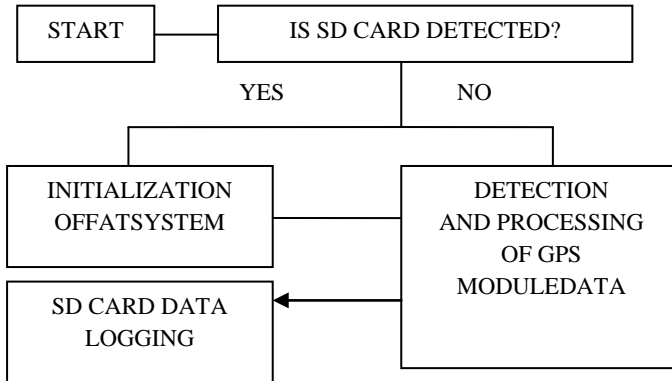 START
IS SD CARD DETECTED?
YES
NO
INITIALIZATION
OFFATSYSTEM
DETECTION
AND PROCESSING
OF GPS
MODULEDATA
SD CARD DATA
LOGGING